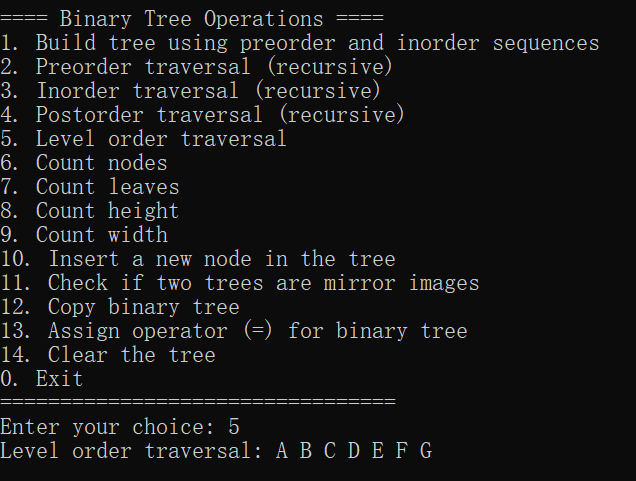 ==== Binary Tree Operations ====
1. Build tree using preorder and inorder sequences
2. Preorder traversal (recursive)
3. Inorder traversal (recursive)
4. Postorder traversal (recursive)
5. Level order traversal
6. Count nodes
7. Count leaves
8. Count height
9. Count width
10. Insert a new node in the tree
11. Check if two trees are mirror images
12. Copy binary tree
13. Assign operator (=) for binary tree
14. Clear the tree
0. Exit
=================================
Enter your choice: 5
Level order traversal: A B C D E F G